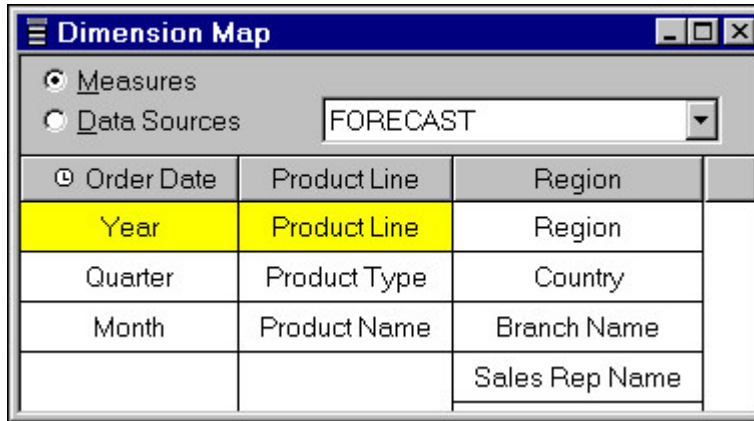 Dimension Map
Measures
Data Sources FORECAST
Order Date Product Line Region
Year Product Line Region
Quarter Product Type Country
Month Product Name Branch Name
Sales Rep Name